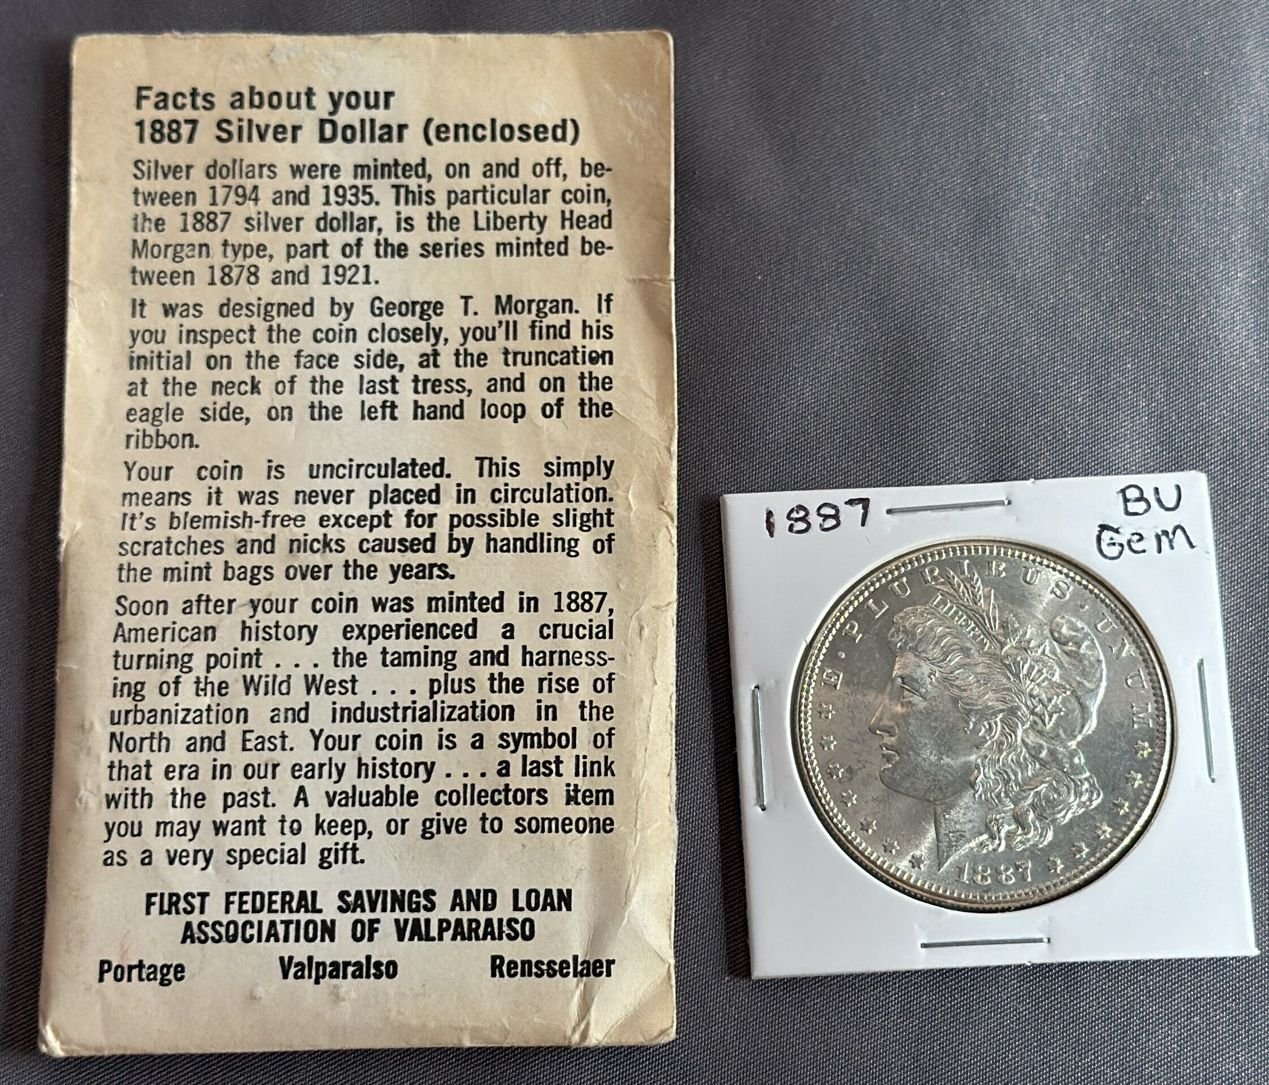 Facts about your
1887 Silver Dollar (enclosed)
Silver dollars were minted, on and off, be-
tween 1794 and 1935. This particular coin,
the 1887 silver dollar, is the Liberty Head
Morgan type, part of the series minted be-
tween 1878 and 1921.
It was designed by George T. Morgan. If
you inspect the coin closely, you'll find his
initial on the face side, at the truncation
at the neck of the last tress, and on the
eagle side, on the left hand loop of the
ribbon.
Your coin is uncirculated. This simply
means it was never placed in circulation.
It's blemish-free except for possible slight
scratches and nicks caused by handling of
the mint bags over the years.
Soon after your coin was minted in 1887,
American history experienced a crucial
turning point . . . the taming and harness-
ing of the Wild West . . . plus the rise of
urbanization and industrialization in the
North and East. Your coin is a symbol of
that era in our early history . . . a last link
with the past. A valuable collectors item
you may want to keep, or give to someone
as a very special gift.
FIRST FEDERAL SAVINGS AND LOAN
ASSOCIATION OF VALPARAISO
Portage Valparaiso Rensselaer
1887
BU
Gem
E·PLURIBUS·UNUM
LIBERTY
1887